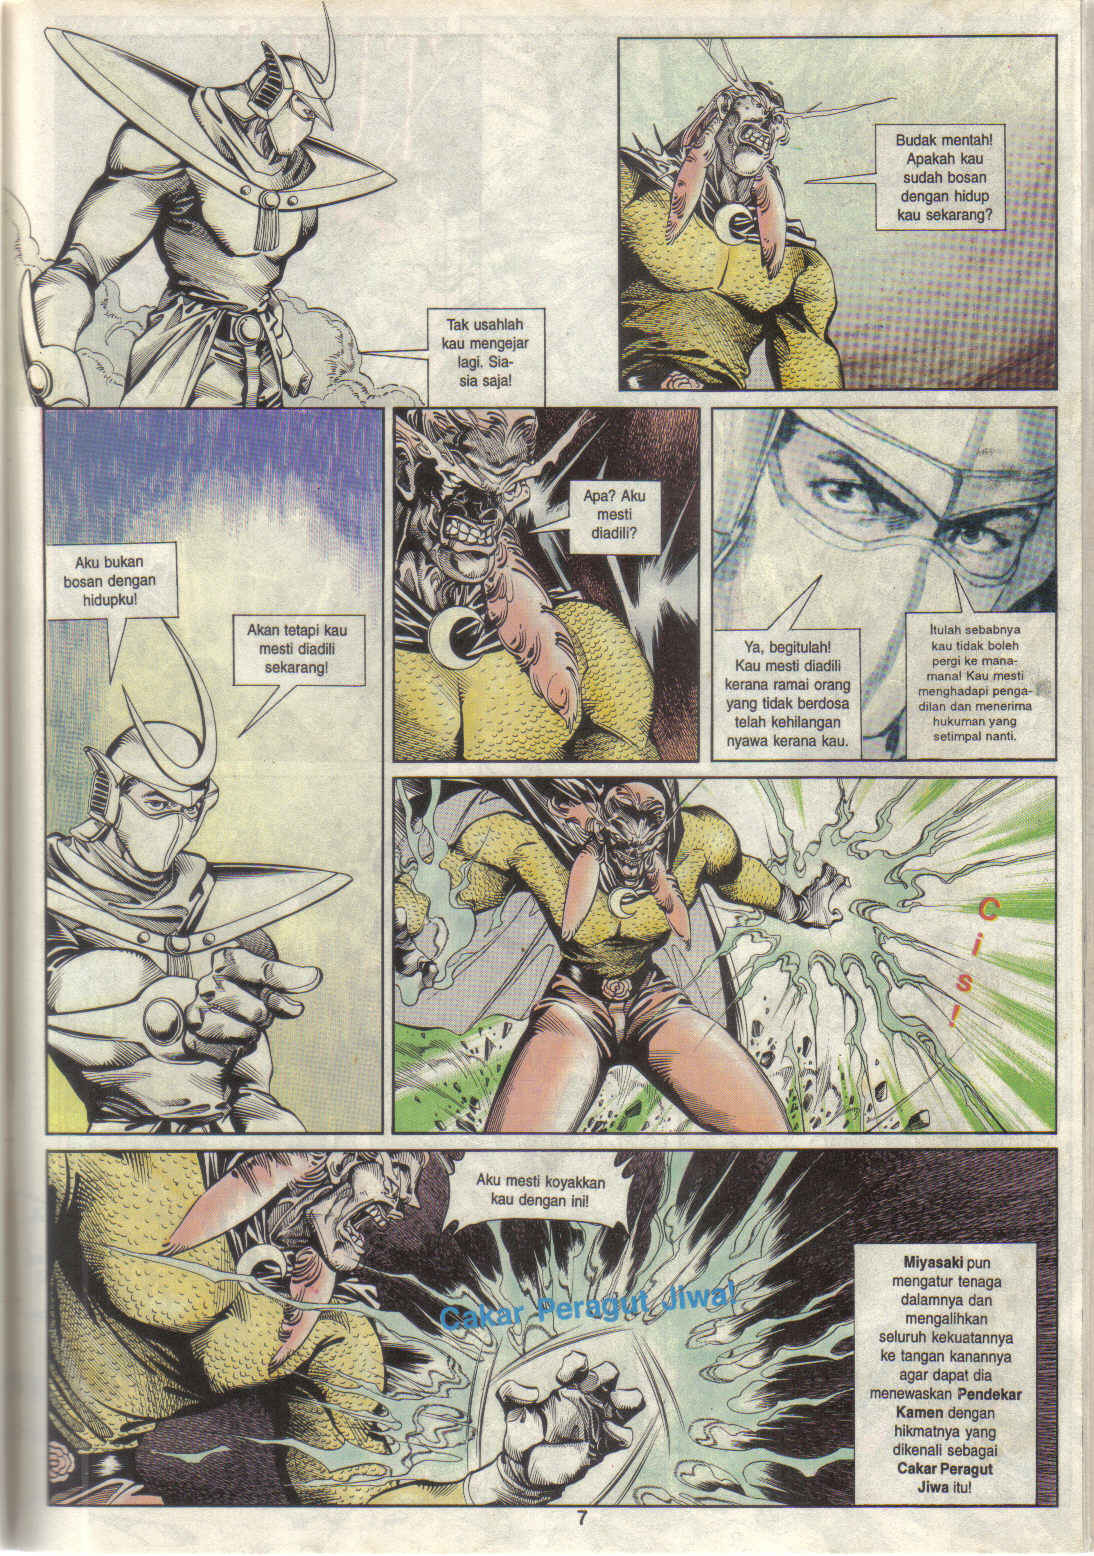 Tak usahlah
kau mengejar
lagi. Sia-
sia saja!
Budak mentah!
Apakah kau
sudah bosan
dengan hidup
kau sekarang?
Aku bukan
bosan dengan
hidupku!
Akan tetapi kau
mesti diadili
sekarang!
Apa? Aku
mesti
diadili?
Ya, begitulah!
Kau mesti diadili
kerana ramai orang
yang tidak berdosa
telah kehilangan
nyawa kerana kau.
Itulah sebabnya
kau tidak boleh
pergi ke mana-
mana! Kau mesti
menghadapi penga-
dilan dan menerima
hukuman yang
setimpal nanti.
Cis!
Aku mesti koyakkan
kau dengan ini!
Cakar Peragut Jiwa!
Miyasaki pun
mengatur tenaga
dalamnya dan
mengalihkan
seluruh kekuatannya
ke tangan kanannya
agar dapat dia
menewaskan Pendekar
Kamen dengan
hikmatnya yang
dikenali sebagai
Cakar Peragut
Jiwa itu!
7